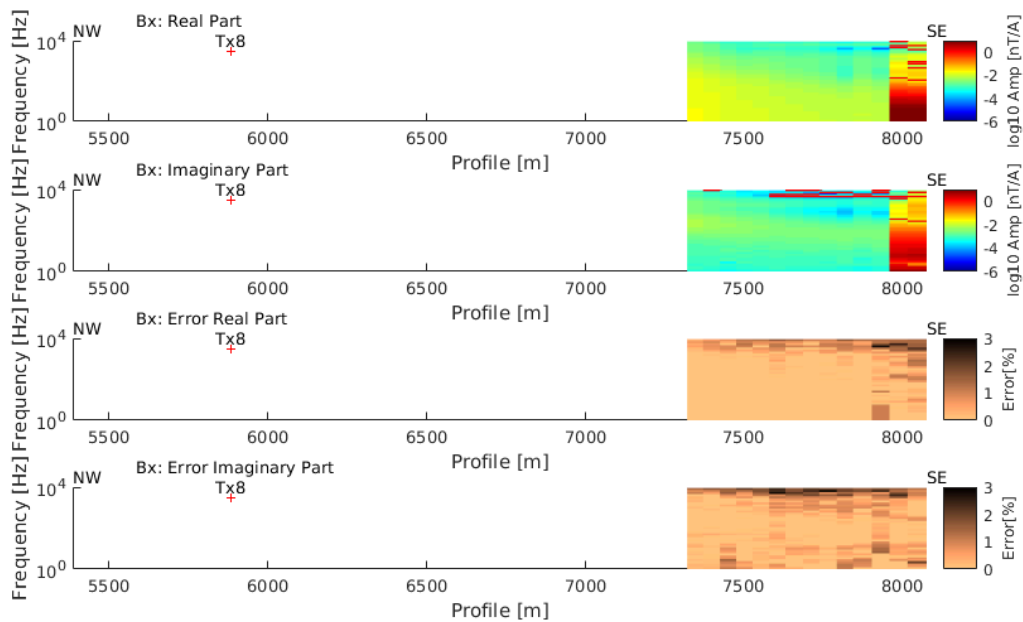 Bx: Real Part
NW
Tx8
SE
Frequency [Hz]
10^4
10^0
5500 6000 6500 7000 7500 8000
Profile [m]
0
-2
-4
-6
log10 Amp [nT/A]
Bx: Imaginary Part
NW
Tx8
SE
Frequency [Hz]
10^4
10^0
5500 6000 6500 7000 7500 8000
Profile [m]
0
-2
-4
-6
log10 Amp [nT/A]
Bx: Error Real Part
NW
Tx8
SE
Frequency [Hz]
10^4
10^0
5500 6000 6500 7000 7500 8000
Profile [m]
3
2
1
0
Error[%]
Bx: Error Imaginary Part
NW
Tx8
SE
Frequency [Hz]
10^4
10^0
5500 6000 6500 7000 7500 8000
Profile [m]
3
2
1
0
Error[%]